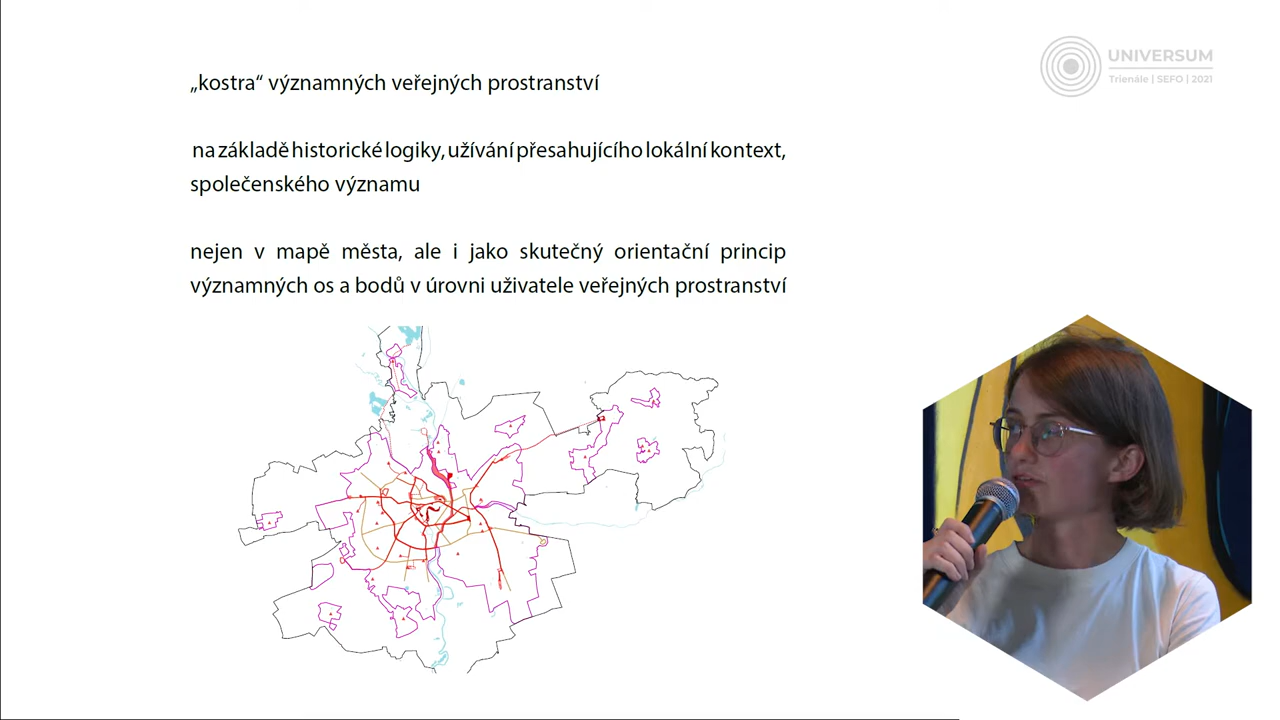 UNIVERSUM
Trienále | SEFO | 2021
„kostra“ významných veřejných prostranství
na základě historické logiky, užívání přesahujícího lokální kontext,
společenského významu
nejen v mapě města, ale i jako skutečný orientační princip
významných os a bodů v úrovni uživatele veřejných prostranství